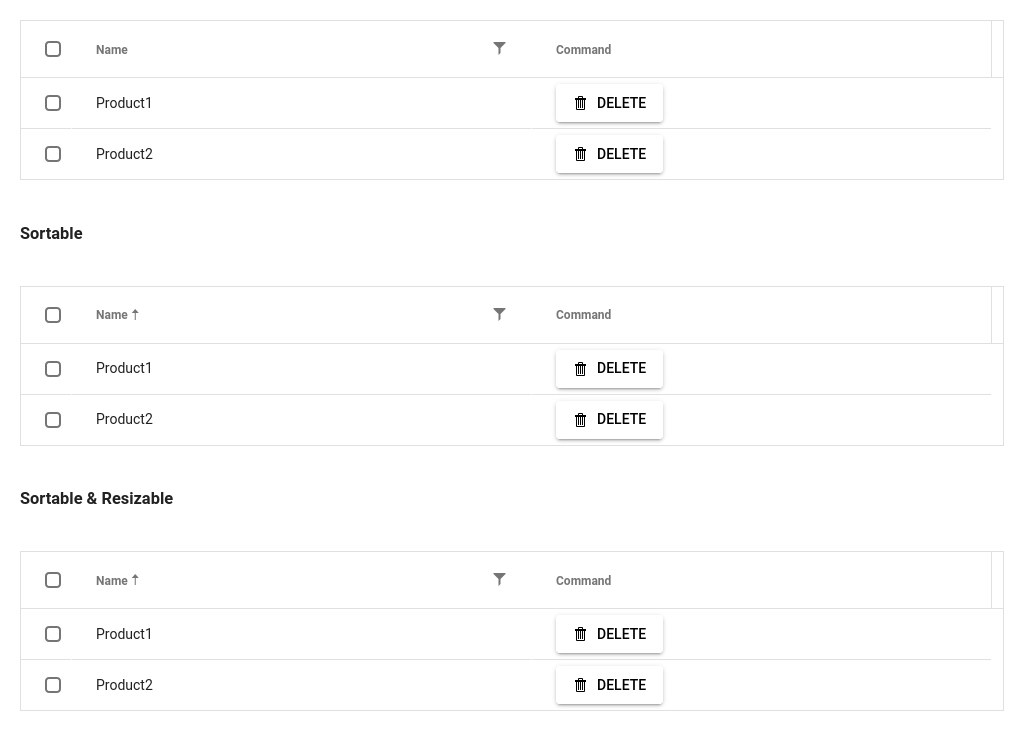 Name Command
Product1 DELETE
Product2 DELETE
Sortable
Name Command
Product1 DELETE
Product2 DELETE
Sortable & Resizable
Name Command
Product1 DELETE
Product2 DELETE